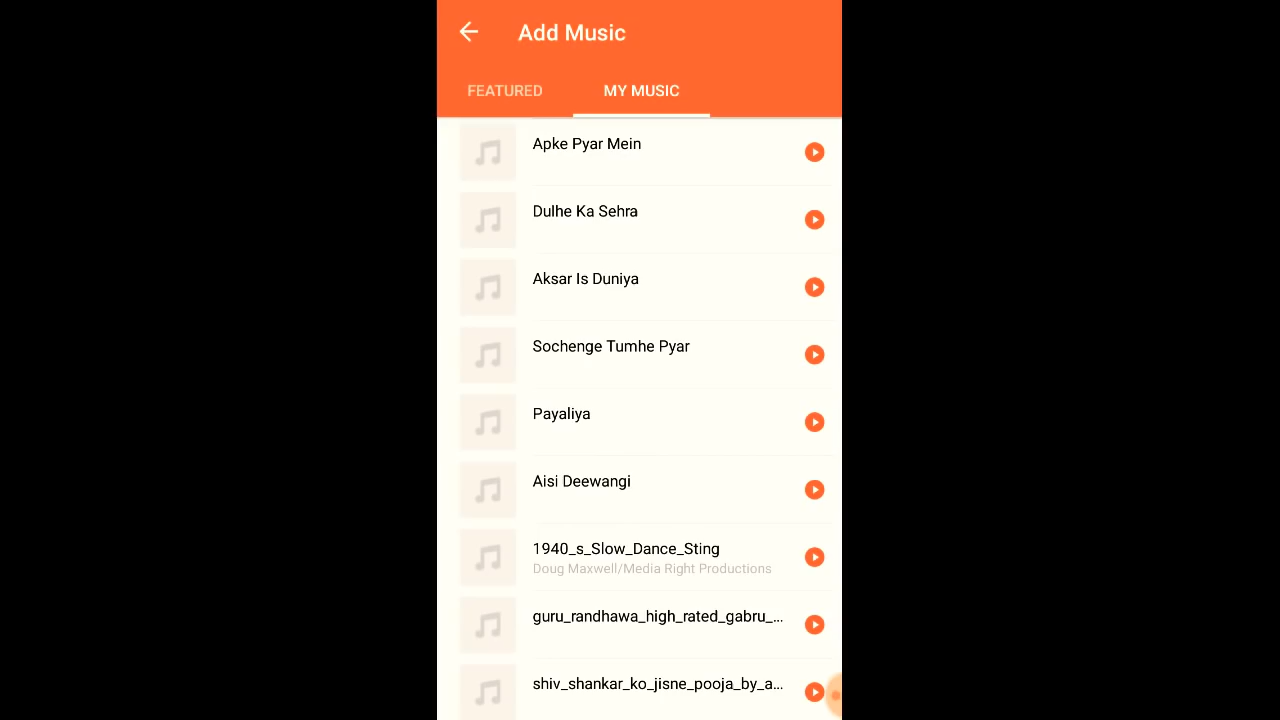 Add Music
FEATURED
MY MUSIC
Apke Pyar Mein
Dulhe Ka Sehra
Aksar Is Duniya
Sochenge Tumhe Pyar
Payaliya
Aisi Deewangi
1940_s_Slow_Dance_Sting
Doug Maxwell/Media Right Productions
guru_randhawa_high_rated_gabru_...
shiv_shankar_ko_jisne_pooja_by_a...